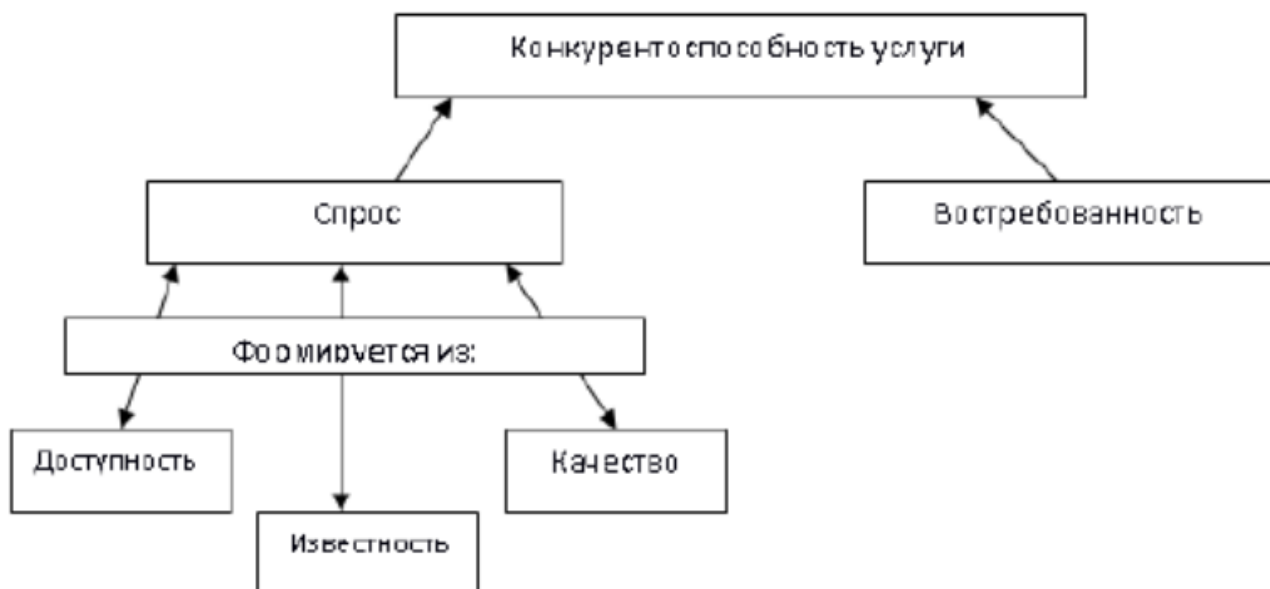 Конкурентоспособность услуги
Спрос
Востребованность
Формируется из:
Доступность
Качество
Известность